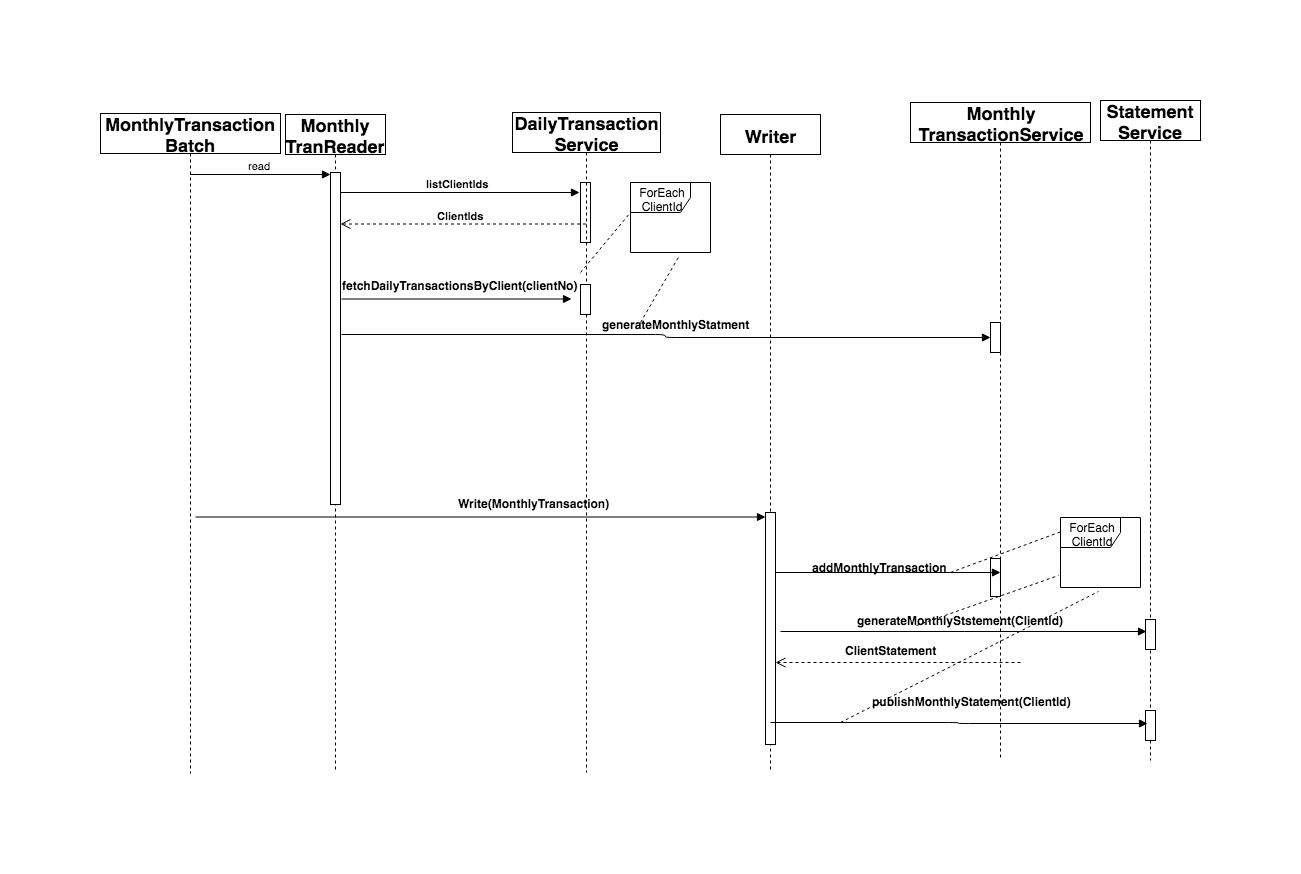 MonthlyTransaction
Batch
Monthly
TranReader
DailyTransaction
Service
Writer
Monthly
TransactionService
Statement
Service
read
listClientIds
ForEach
ClientId
ClientIds
fetchDailyTransactionsByClient(clientNo)
generateMonthlyStatment
Write(MonthlyTransaction)
ForEach
ClientId
addMonthlyTransaction
generateMonthlyStstement(ClientId)
ClientStatement
publishMonthlyStatement(ClientId)